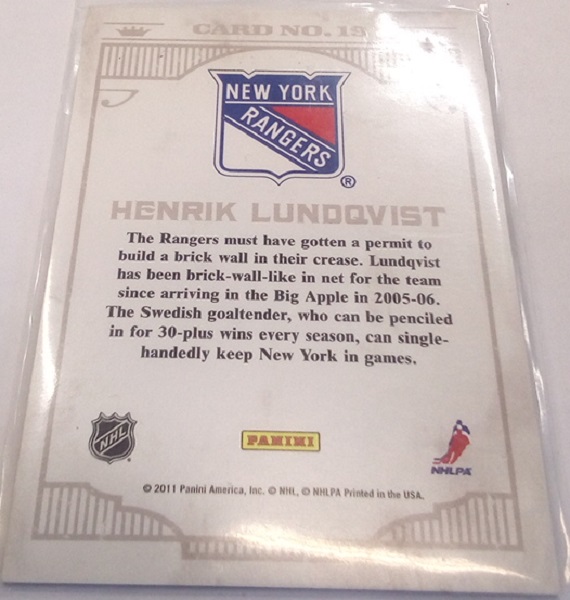 CARD NO. 19
NEW YORK
RANGERS
®
HENRIK LUNDQVIST
The Rangers must have gotten a permit to
build a brick wall in their crease. Lundqvist
has been brick-wall-like in net for the team
since arriving in the Big Apple in 2005-06.
The Swedish goaltender, who can be penciled
in for 30-plus wins every season, can single-
handedly keep New York in games.
NHL
PANINI
NHLPA
© 2011 Panini America, Inc. © NHL, © NHLPA Printed in the USA.